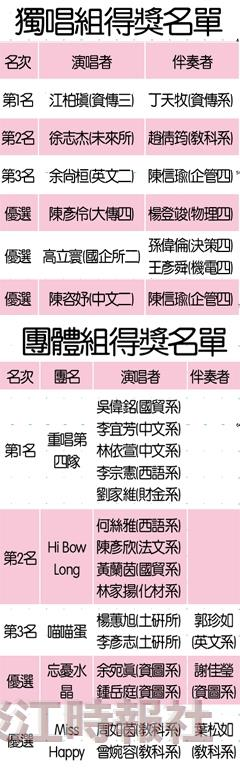 獨唱組得獎名單
名次 演唱者 伴奏者
第1名 江柏瑱(資傳三) 丁天牧(資傳系)
第2名 徐志杰(未來所) 趙倩筠(教科系)
第3名 余尚桓(英文二) 陳信瑜(企管四)
優選 陳彥伶(大傳四) 楊登竣(物理四)
優選 高立寰(國企所二) 孫偉倫(決策四)
王彥舜(機電四)
優選 陳姿妤(中文二) 陳信瑜(企管四)
團體組得獎名單
名次 團名 演唱者 伴奏者
第1名 重唱第
四隊
吳偉銘(國貿系)
李宜芳(中文系)
林依萱(中文系)
李宗憲(西語系)
劉家維(財金系)
第2名 Hi Bow
Long
何絲雅(西語系)
陳彥欣(法文系)
黃蘭茵(國貿系)
林家揚(化材系)
第3名 喵喵蛋
楊蕙旭(土研所)
李彥志(土研所)
郭珍如
(英文系)
優選 忘憂水
晶
余宛眞(資圖系)
鍾岳庭(資圖系)
謝佳瑩
(資圖系)
優選 Miss
Happy
周如茵(教科系)
曾婉容(教科系)
葉松如
(教科系)
江時報社